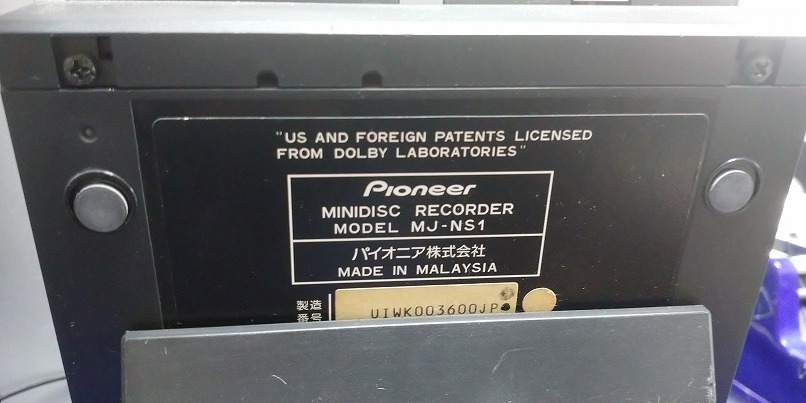 "US AND FOREIGN PATENTS LICENSED
FROM DOLBY LABORATORIES"
Pioneer
MINIDISC RECORDER
MODEL MJ-NS1
パイオニア株式会社
MADE IN MALAYSIA
製造
番号
UIWK003600JP